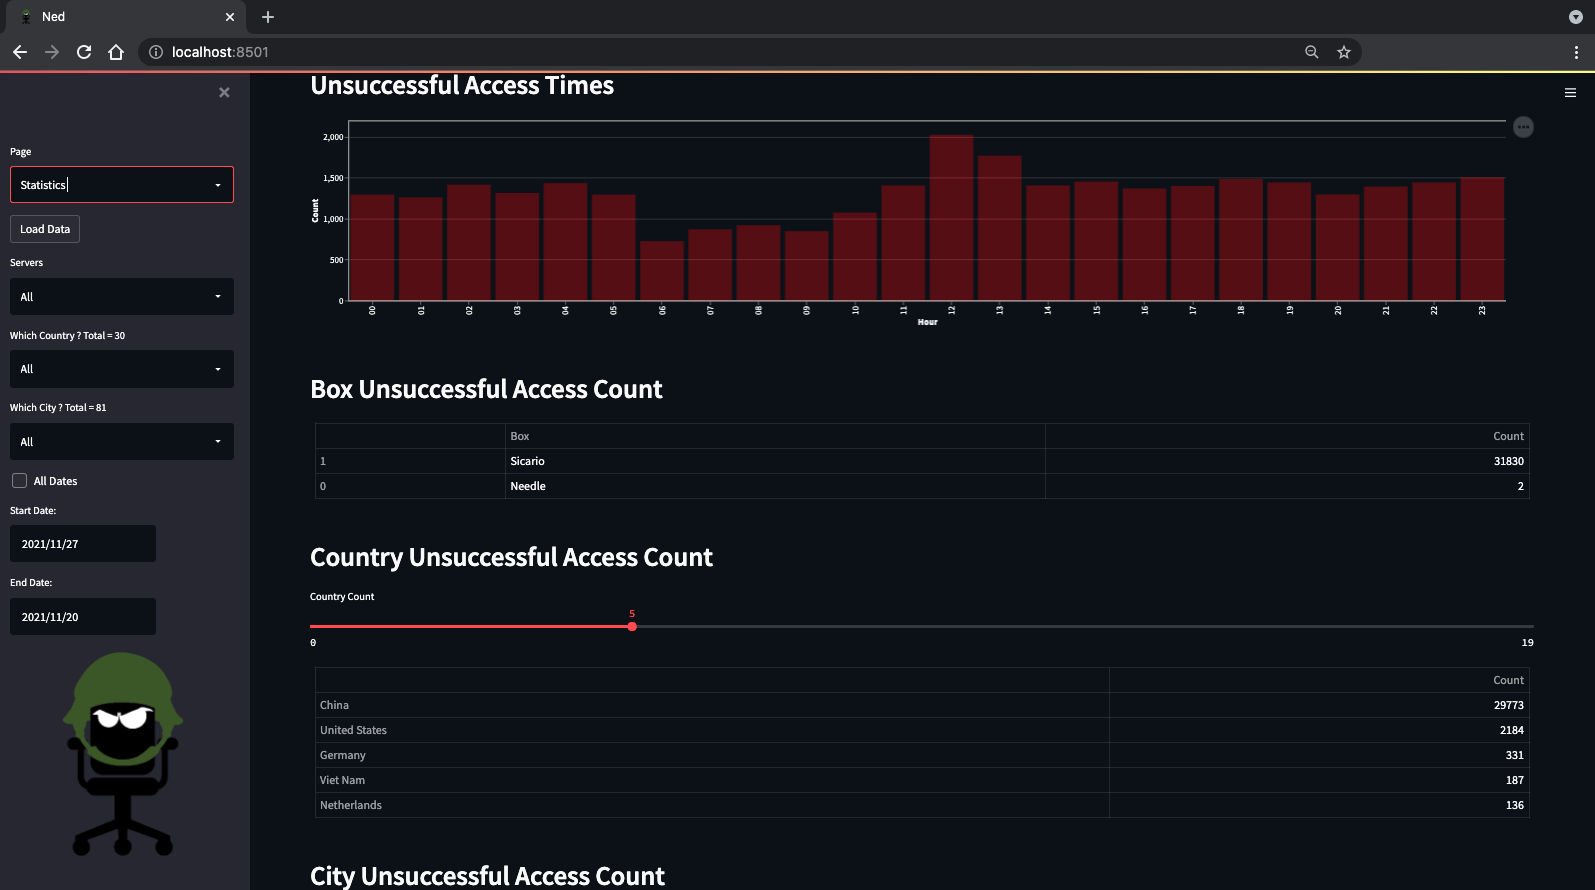 Ned
localhost:8501
Page
Statistics
Load Data
Servers
All
Which Country ? Total = 30
All
Which City ? Total = 81
All
All Dates
Start Date:
2021/11/27
End Date:
2021/11/20
Unsuccessful Access Times
Count
2,000
1,500
1,000
500
0
00 01 02 03 04 05 06 07 08 09 10 11 12 13 14 15 16 17 18 19 20 21 22 23
Hour
Box Unsuccessful Access Count
Box Count
1 Sicario 31830
0 Needle 2
Country Unsuccessful Access Count
Country Count
5
0 19
Count
China 29773
United States 2184
Germany 331
Viet Nam 187
Netherlands 136
City Unsuccessful Access Count